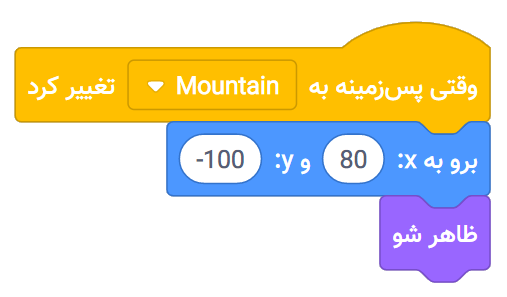 وقتی پس‌زمینه به Mountain تغییر کرد
برو به x: 80 و y: -100
ظاهر شو